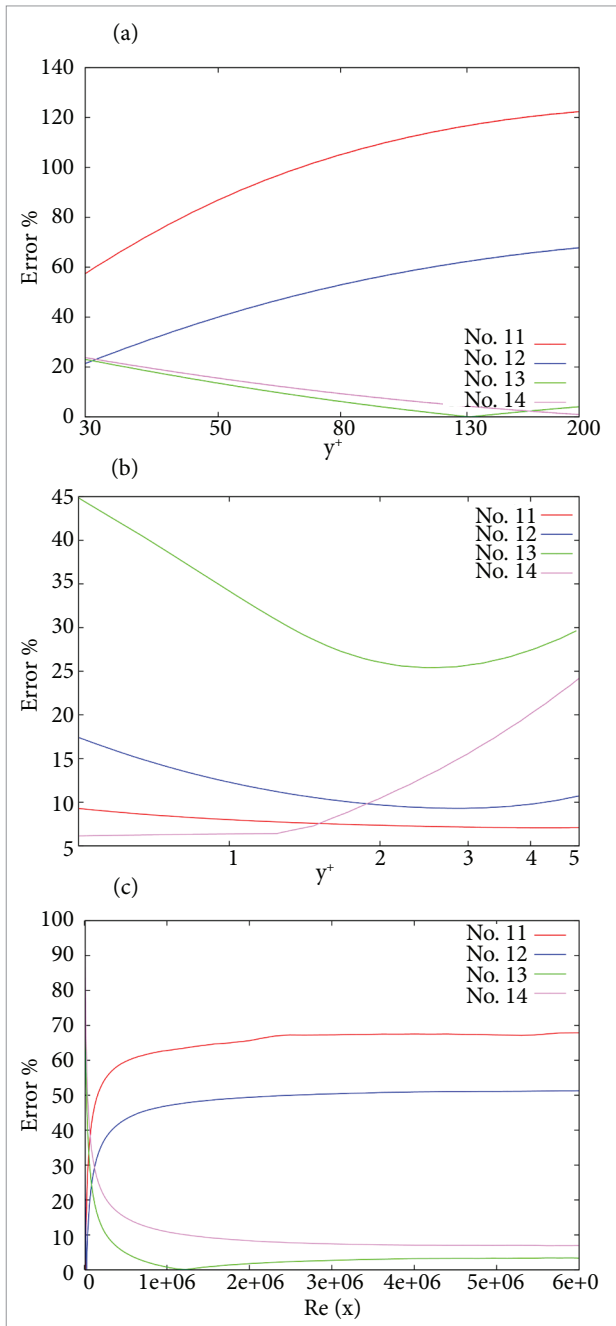 (a)
140
120
100
80
60
40
20
0
Error %
No. 11
No. 12
No. 13
No. 14
30 50 80 130 200
y+
(b)
45
40
35
30
25
20
15
10
5
Error %
No. 11
No. 12
No. 13
No. 14
1 2 3 4 5
y+
(c)
100
90
80
70
60
50
40
30
20
10
0
Error %
No. 11
No. 12
No. 13
No. 14
0 1e+06 2e+06 3e+06 4e+06 5e+06 6e+0
Re (x)